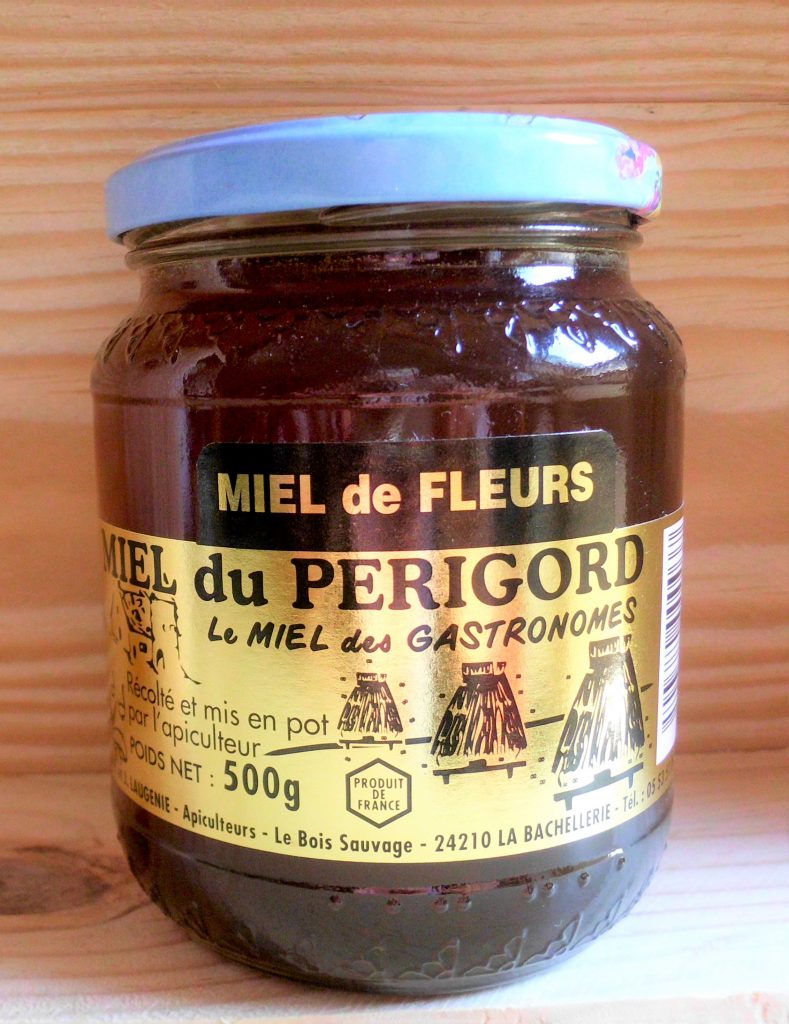 MIEL de FLEURS
MIEL du PERIGORD
Le MIEL des GASTRONOMES
Récolté et mis en pot
par l'apiculteur
POIDS NET : 500g
PRODUIT
DE
FRANCE
LAUGENIE - Apiculteurs - Le Bois Sauvage - 24210 LA BACHELLERIE - Tél. : 05 53